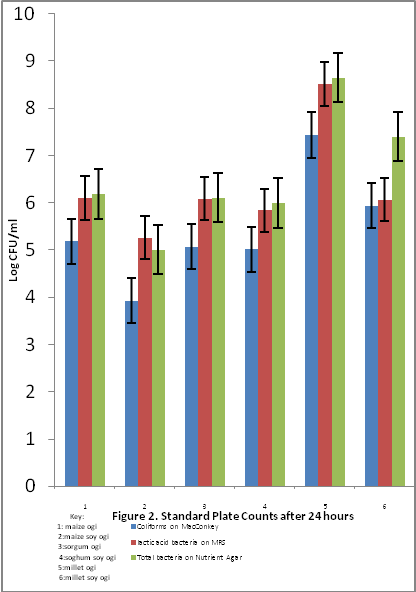 10
9
8
7
6
5
4
3
2
1
0
Log CFU/ml
1 2 3 4 5 6
Figure 2. Standard Plate Counts after 24 hours
Key:
1: maize ogi
2:maize soy ogi
3:sorgum ogi
4:soghum soy ogi
5:millet ogi
6:millet soy ogi
Coliforms on MacConkey
lactic acid bacteria on MRS
Total bacteria on Nutrient Agar